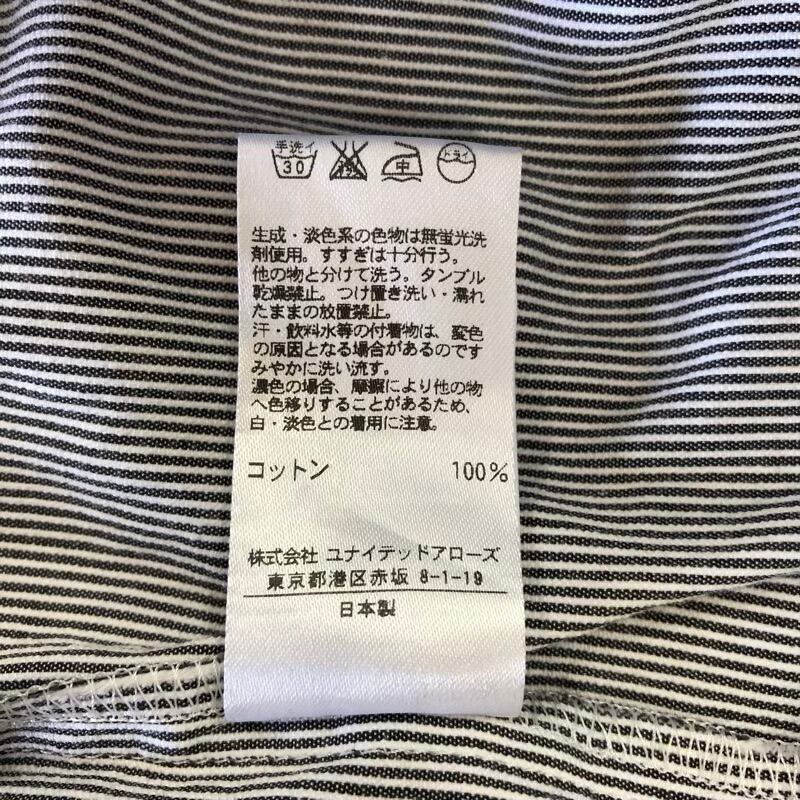 手洗イ
30
中
ドライ
生成・淡色系の色物は無蛍光洗
剤使用。すすぎは十分行う。
他の物と分けて洗う。タンブル
乾燥禁止。つけ置き洗い・濡れ
たままの放置禁止。
汗・飲料水等の付着物は、変色
の原因となる場合があるのです
みやかに洗い流す。
濃色の場合、摩擦により他の物
へ色移りすることがあるため、
白・淡色との着用に注意。
コットン 100%
株式会社 ユナイテッドアローズ
東京都港区赤坂 8-1-19
日本製